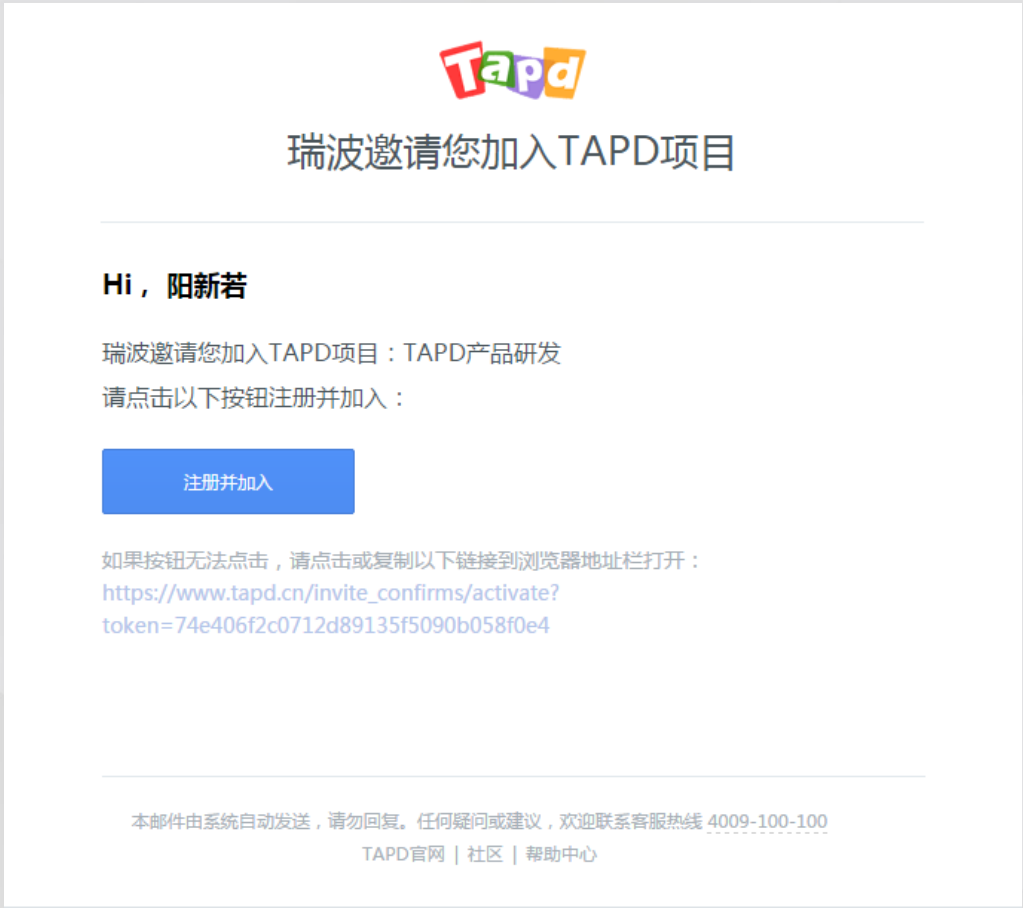 Tapd
瑞波邀请您加入TAPD项目
Hi， 阳新若
瑞波邀请您加入TAPD项目：TAPD产品研发
请点击以下按钮注册并加入：
注册并加入
如果按钮无法点击，请点击或复制以下链接到浏览器地址栏打开：
https://www.tapd.cn/invite_confirms/activate?
token=74e406f2c0712d89135f5090b058f0e4
本邮件由系统自动发送，请勿回复。任何疑问或建议，欢迎联系客服热线 4009-100-100
TAPD官网 | 社区 | 帮助中心